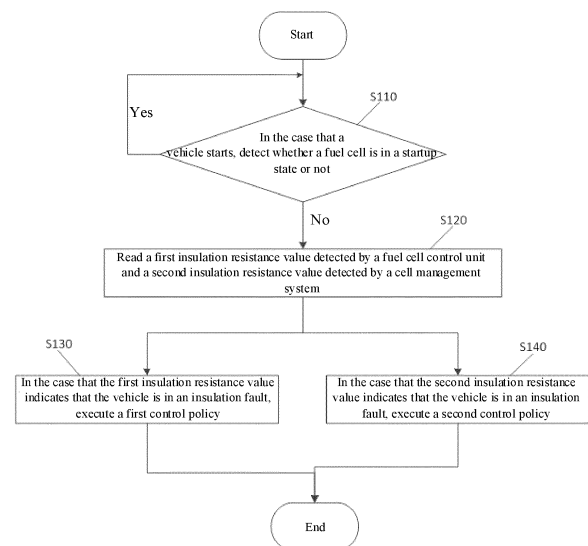 Start
S110
Yes
In the case that a
vehicle starts, detect whether a fuel cell is in a startup
state or not
No
S120
Read a first insulation resistance value detected by a fuel cell control unit
and a second insulation resistance value detected by a cell management
system
S130
In the case that the first insulation resistance value
indicates that the vehicle is in an insulation fault,
execute a first control policy
S140
In the case that the second insulation resistance
value indicates that the vehicle is in an insulation
fault, execute a second control policy
End